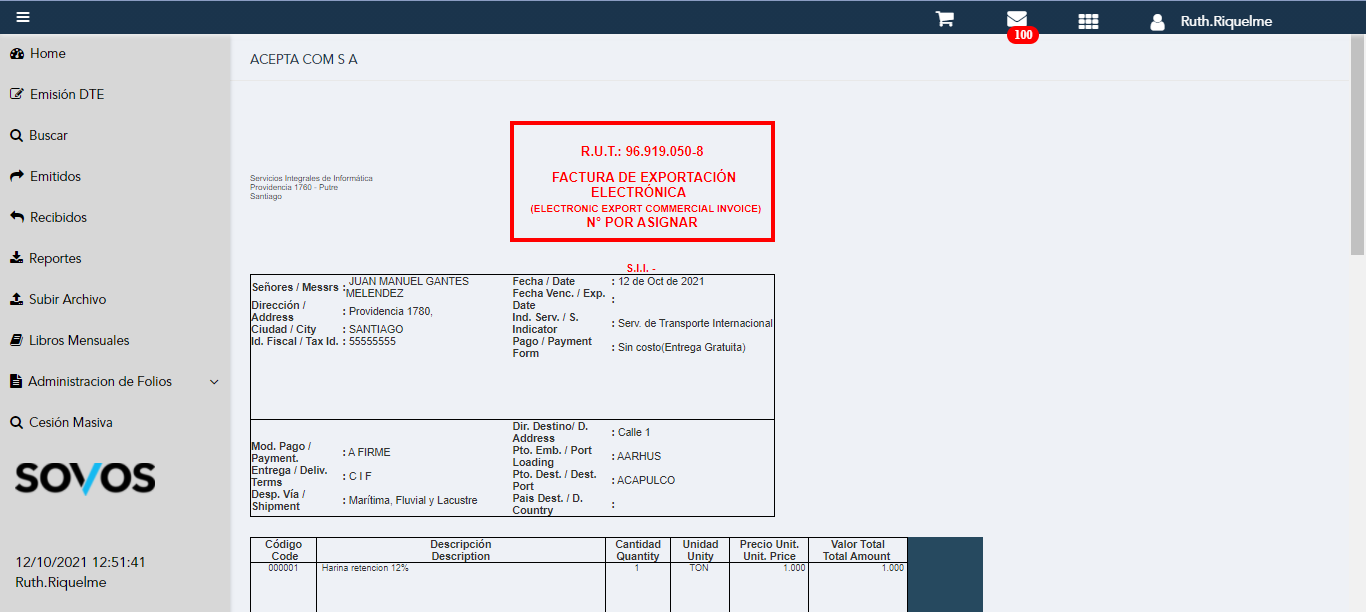 100
Ruth.Riquelme
Home
Emisión DTE
Buscar
Emitidos
Recibidos
Reportes
Subir Archivo
Libros Mensuales
Administracion de Folios
Cesión Masiva
SOVOS
12/10/2021 12:51:41
Ruth.Riquelme
ACEPTA COM S A
Servicios Integrales de Informática
Providencia 1760 - Putre
Santiago
R.U.T.: 96.919.050-8
FACTURA DE EXPORTACIÓN
ELECTRÓNICA
(ELECTRONIC EXPORT COMMERCIAL INVOICE)
N° POR ASIGNAR
S.I.I. -
Señores / Messrs : JUAN MANUEL GANTES
MELENDEZ
Dirección /
Address : Providencia 1780,
Ciudad / City : SANTIAGO
Id. Fiscal / Tax Id. : 55555555
Fecha / Date : 12 de Oct de 2021
Fecha Venc. / Exp.
Date :
Ind. Serv. / S.
Indicator : Serv. de Transporte Internacional
Pago / Payment
Form : Sin costo(Entrega Gratuita)
Mod. Pago /
Payment. : A FIRME
Entrega / Deliv.
Terms : C I F
Desp. Vía /
Shipment : Marítima, Fluvial y Lacustre
Dir. Destino/ D.
Address : Calle 1
Pto. Emb. / Port
Loading : AARHUS
Pto. Dest. / Dest.
Port : ACAPULCO
Pais Dest. / D.
Country :
Código Descripción Cantidad Unidad Precio Unit. Valor Total
Code Description Quantity Unity Unit. Price Total Amount
000001 Harina retencion 12% 1 TON 1.000 1.000